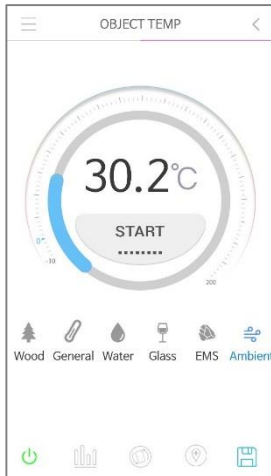 OBJECT TEMP
30.2°C
START
0°
-10
200
Wood General Water Glass EMS Ambient